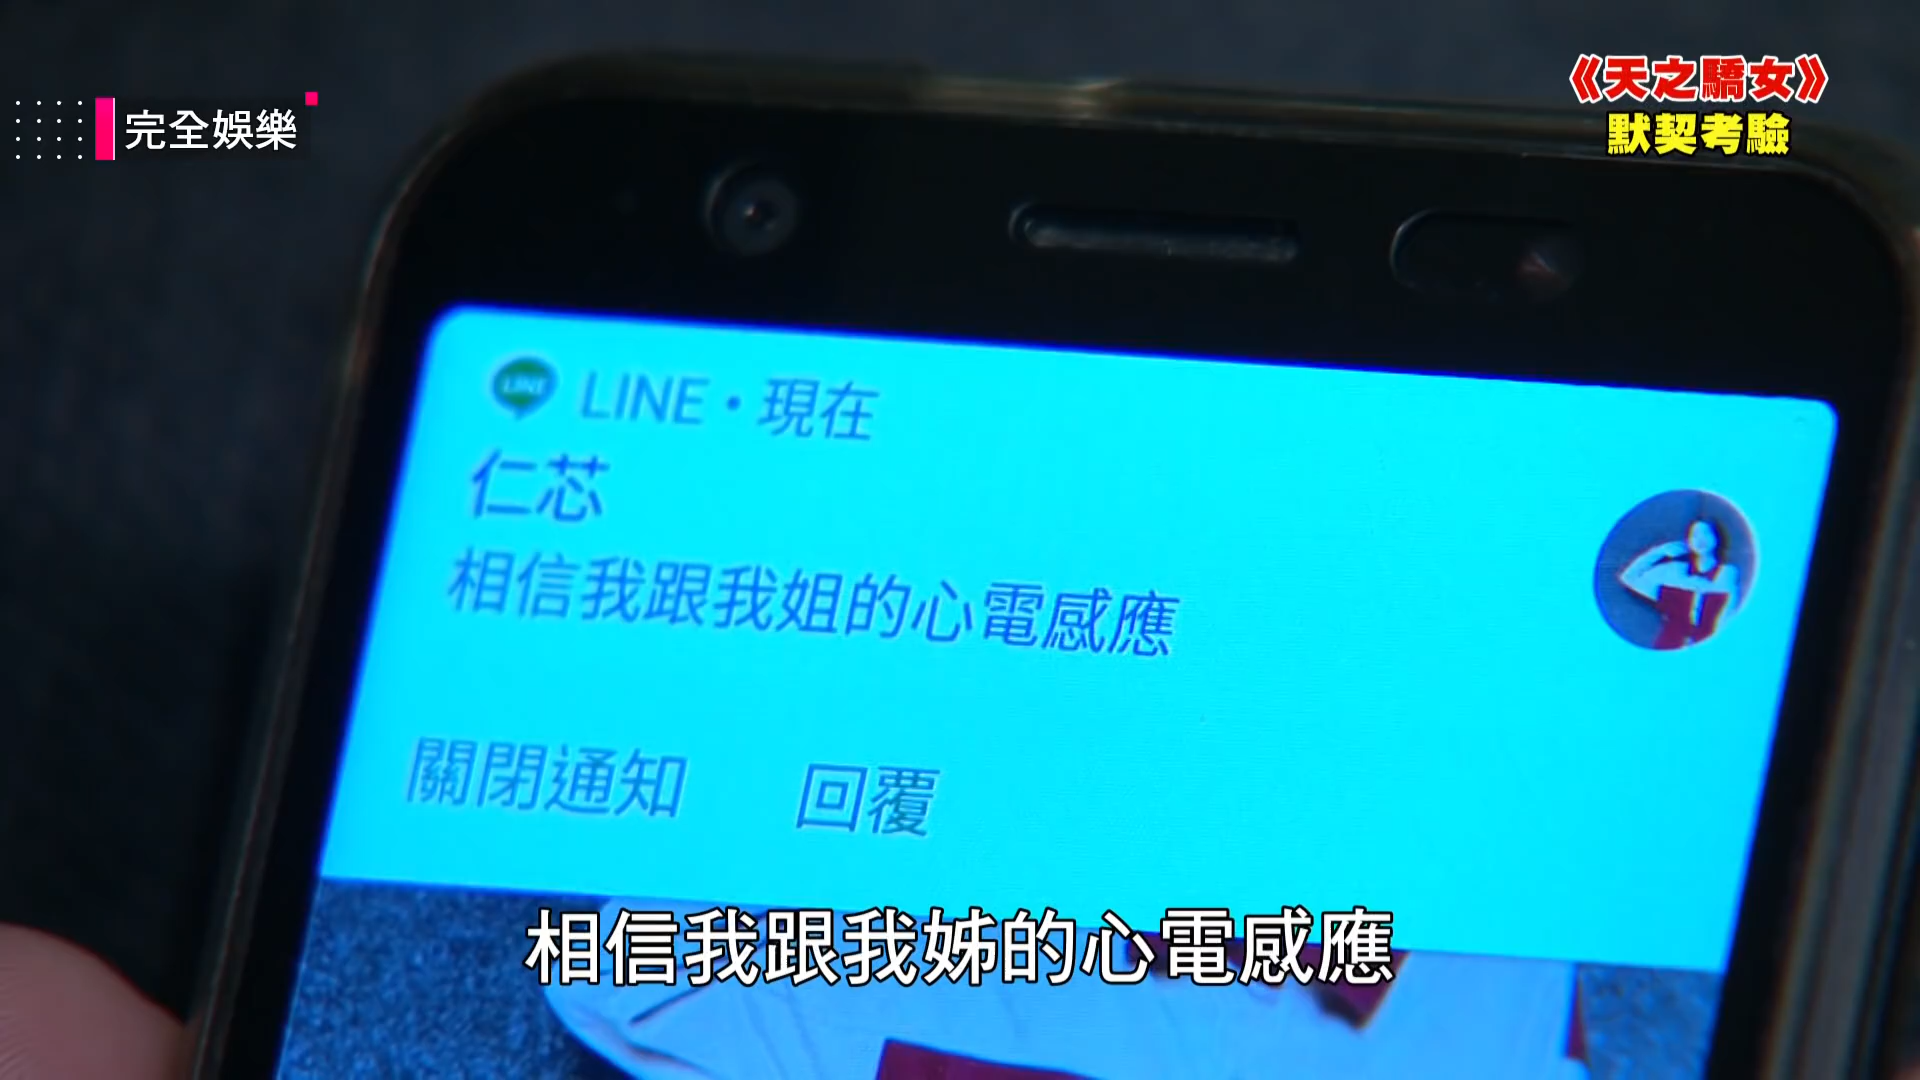 完全娛樂
《天之驕女》
默契考驗
LINE
LINE・現在
仁芯
相信我跟我姐的心電感應
關閉通知 回覆
相信我跟我姊的心電感應